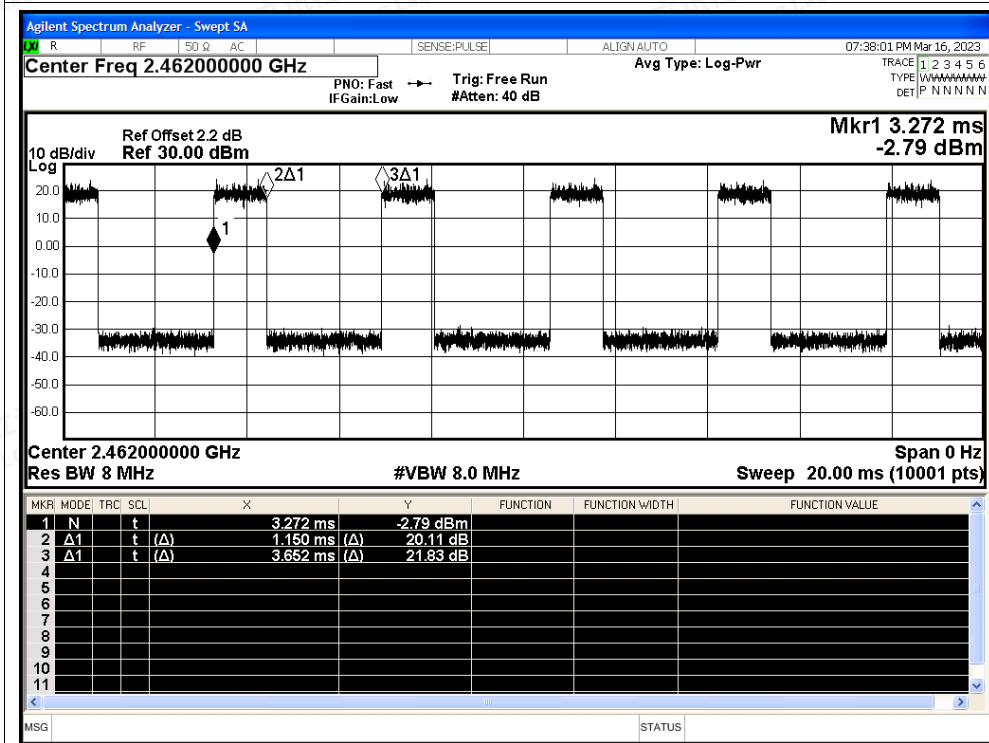 Agilent Spectrum Analyzer - Swept SA
LXI R RF 50 Ω AC SENSE:PULSE ALIGN AUTO 07:38:01 PM Mar 16, 2023
Center Freq 2.462000000 GHz Avg Type: Log-Pwr TRACE 1 2 3 4 5 6
PNO: Fast Trig: Free Run TYPE W
IFGain:Low #Atten: 40 dB DET P N N N N N
Mkr1 3.272 ms
Ref Offset 2.2 dB
10 dB/div Ref 30.00 dBm -2.79 dBm
Log
2Δ1 3Δ1
20.0
10.0
1
0.00
-10.0
-20.0
-30.0
-40.0
-50.0
-60.0
Center 2.462000000 GHz Span 0 Hz
Res BW 8 MHz #VBW 8.0 MHz Sweep 20.00 ms (10001 pts)
MKR MODE TRC SCL X Y FUNCTION FUNCTION WIDTH FUNCTION VALUE
1 N t 3.272 ms -2.79 dBm
2 Δ1 t (Δ) 1.150 ms (Δ) 20.11 dB
3 Δ1 t (Δ) 3.652 ms (Δ) 21.83 dB
4
5
6
7
8
9
10
11
MSG STATUS